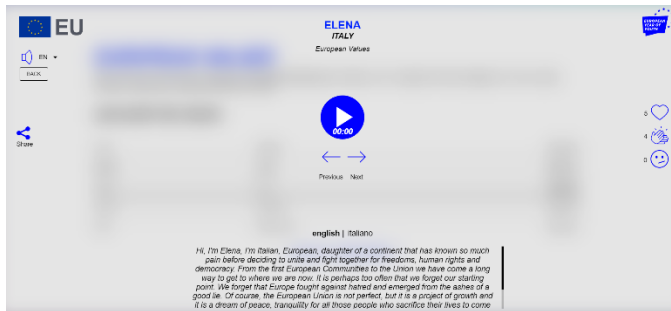 EU
EN
BACK
Share
ELENA
ITALY
European Values
EUROPEAN
YEAR OF
YOUTH
00:00
Previous Next
4
english | italiano
Hi, I'm Elena, I'm Italian, European, daughter of a continent that has known so much
pain before deciding to unite and fight together for freedoms, human rights and
democracy. From the first European Communities to the Union we have come a long
way to get to where we are now. It is perhaps too often that we forget our starting
point. We forget that Europe fought against hatred and emerged from the ashes of a
good lie. Of course, the European Union is not perfect, but it is a project of growth and
it is a dream of peace, tranquility for all those people who sacrifice their lives to come